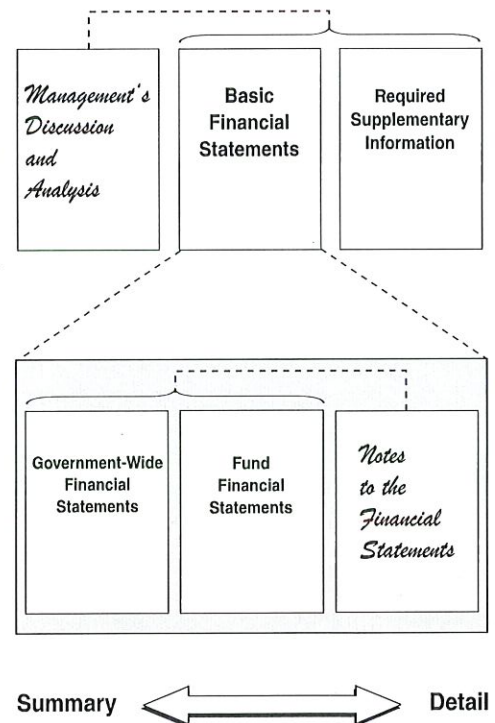 Management's
Discussion
and
Analysis
Basic
Financial
Statements
Required
Supplementary
Information
Government-Wide
Financial
Statements
Fund
Financial
Statements
Notes
to the
Financial
Statements
Summary
Detail